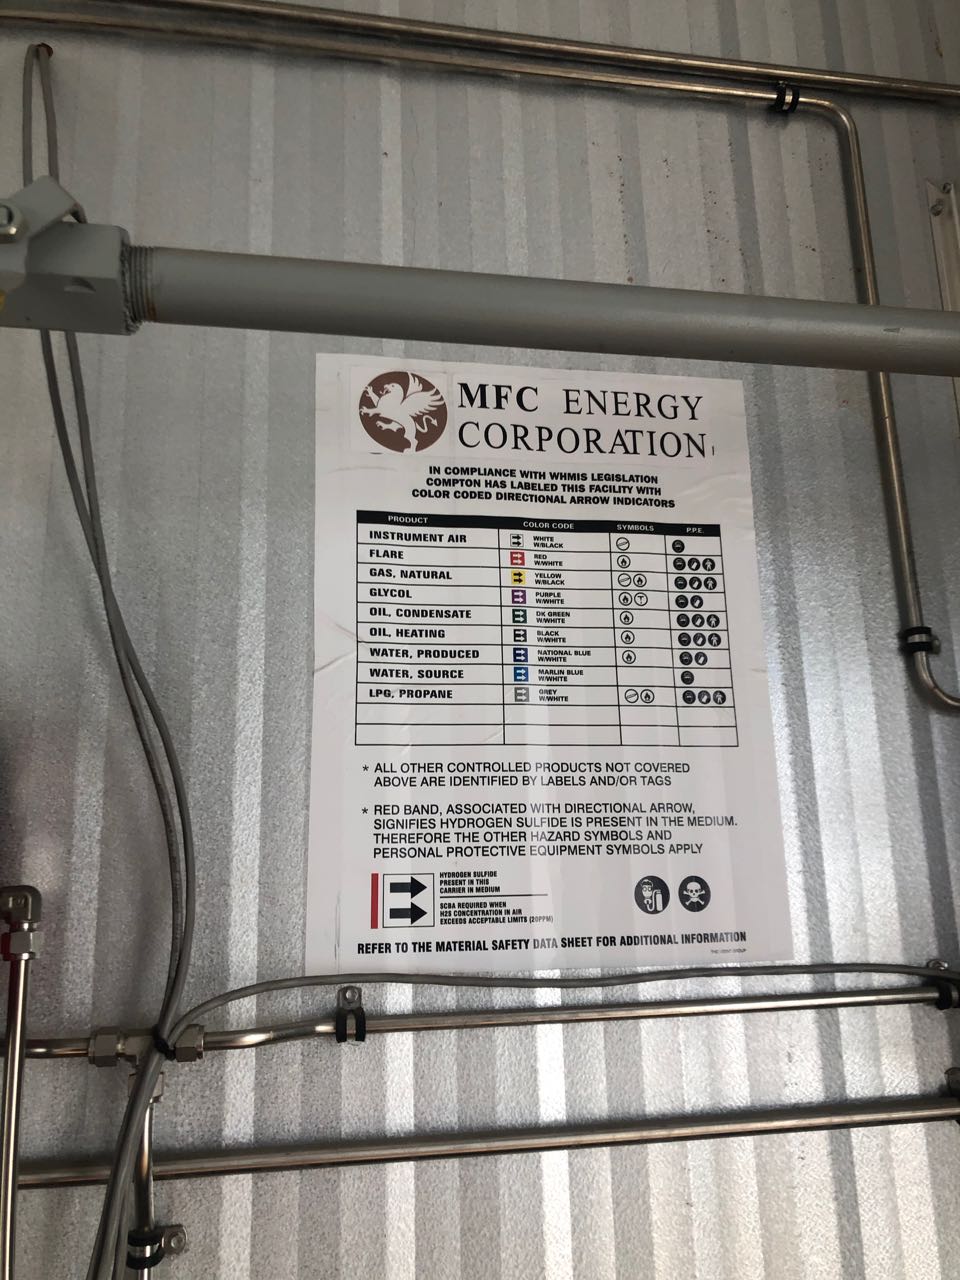 MFC ENERGY
CORPORATION
IN COMPLIANCE WITH WHMIS LEGISLATION
COMPTON HAS LABELED THIS FACILITY WITH
COLOR CODED DIRECTIONAL ARROW INDICATORS
PRODUCT COLOR CODE SYMBOLS P.P.E.
INSTRUMENT AIR WHITE W/BLACK
FLARE RED W/WHITE
GAS, NATURAL YELLOW W/BLACK
GLYCOL PURPLE W/WHITE
OIL, CONDENSATE DK GREEN W/WHITE
OIL, HEATING BLACK W/WHITE
WATER, PRODUCED NATIONAL BLUE W/WHITE
WATER, SOURCE MARLIN BLUE W/WHITE
LPG, PROPANE GREY W/WHITE
* ALL OTHER CONTROLLED PRODUCTS NOT COVERED
ABOVE ARE IDENTIFIED BY LABELS AND/OR TAGS
* RED BAND, ASSOCIATED WITH DIRECTIONAL ARROW,
SIGNIFIES HYDROGEN SULFIDE IS PRESENT IN THE MEDIUM.
THEREFORE THE OTHER HAZARD SYMBOLS AND
PERSONAL PROTECTIVE EQUIPMENT SYMBOLS APPLY
HYDROGEN SULFIDE
PRESENT IN THIS
CARRIER IN MEDIUM
SCBA REQUIRED WHEN
H2S CONCENTRATION IN AIR
EXCEEDS ACCEPTABLE LIMITS (20PPM)
REFER TO THE MATERIAL SAFETY DATA SHEET FOR ADDITIONAL INFORMATION